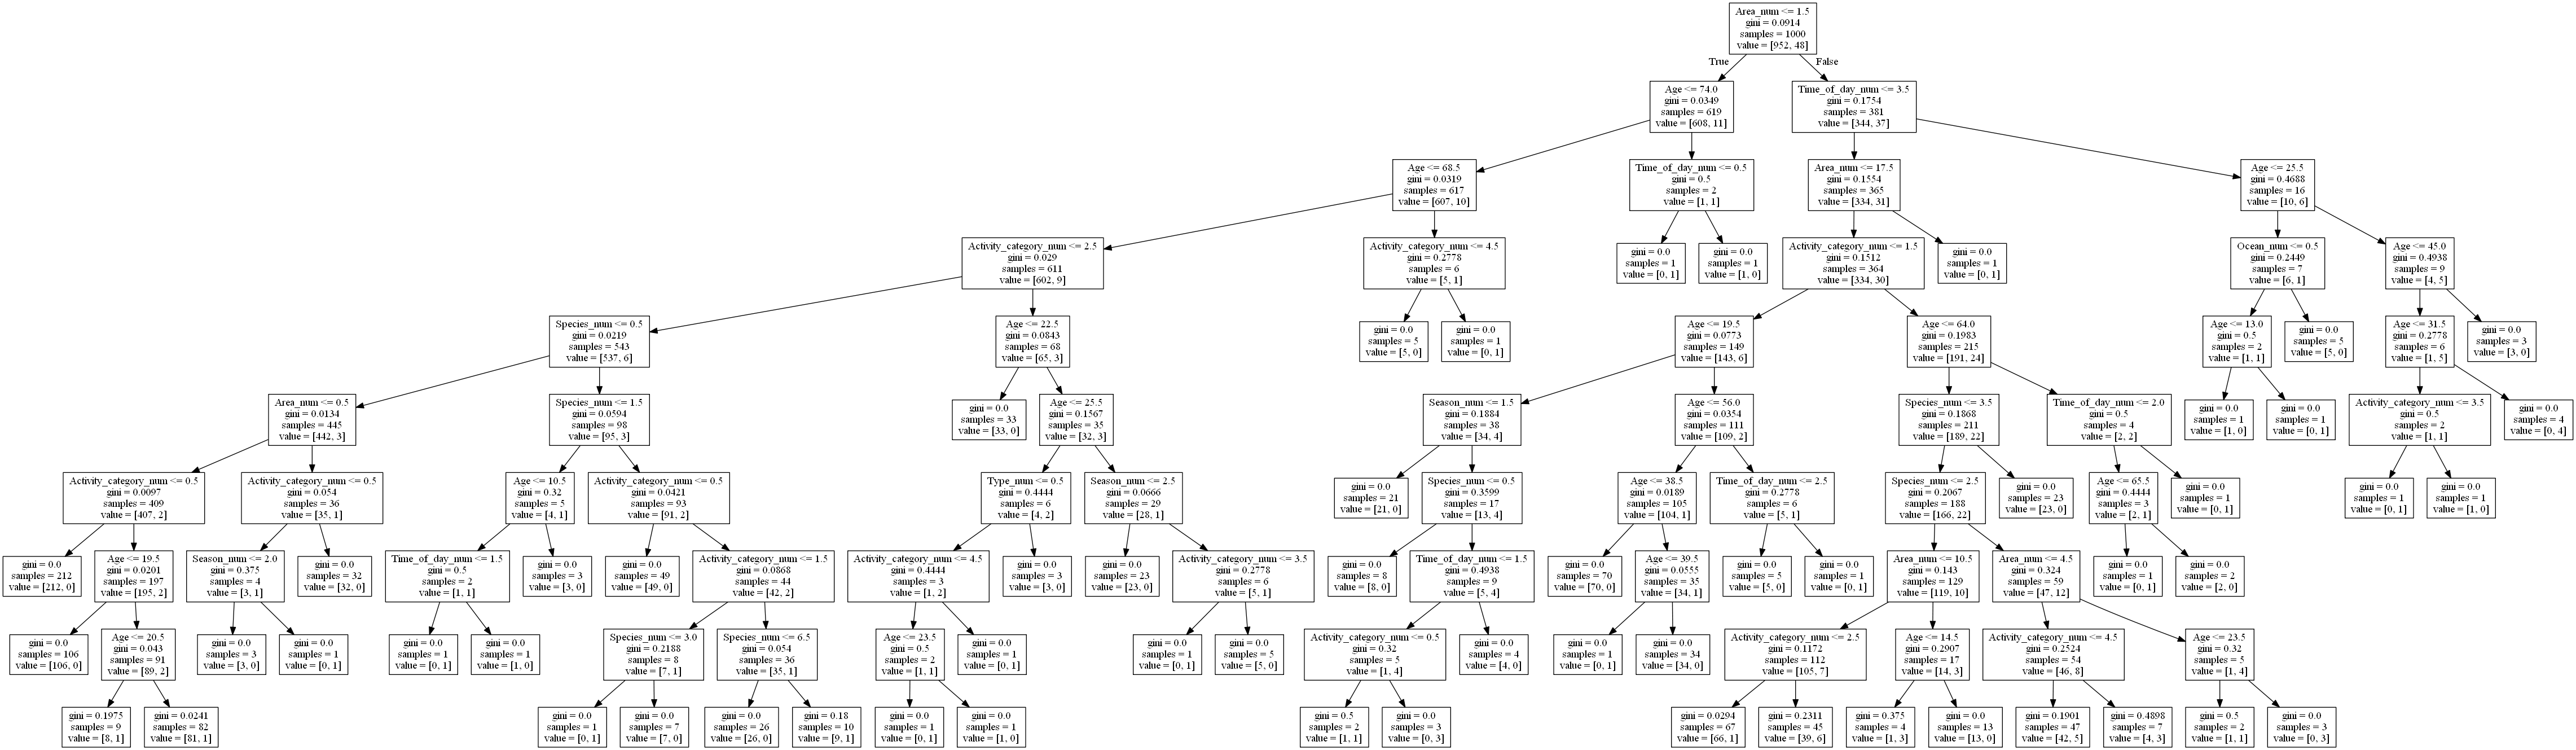 Area_num <= 1.5
gini = 0.0914
samples = 1000
value = [952, 48]
True
False
Age <= 74.0
gini = 0.0349
samples = 619
value = [608, 11]
Time_of_day_num <= 3.5
gini = 0.1754
samples = 381
value = [344, 37]
Age <= 68.5
gini = 0.0319
samples = 617
value = [607, 10]
Time_of_day_num <= 0.5
gini = 0.5
samples = 2
value = [1, 1]
Area_num <= 17.5
gini = 0.1554
samples = 365
value = [334, 31]
Age <= 25.5
gini = 0.4688
samples = 16
value = [10, 6]
Activity_category_num <= 2.5
gini = 0.029
samples = 611
value = [602, 9]
Activity_category_num <= 4.5
gini = 0.2778
samples = 6
value = [5, 1]
gini = 0.0
samples = 1
value = [0, 1]
gini = 0.0
samples = 1
value = [1, 0]
Activity_category_num <= 1.5
gini = 0.1512
samples = 364
value = [334, 30]
gini = 0.0
samples = 1
value = [0, 1]
Ocean_num <= 0.5
gini = 0.2449
samples = 7
value = [6, 1]
Age <= 45.0
gini = 0.4938
samples = 9
value = [4, 5]
Species_num <= 0.5
gini = 0.0219
samples = 543
value = [537, 6]
Age <= 22.5
gini = 0.0843
samples = 68
value = [65, 3]
gini = 0.0
samples = 5
value = [5, 0]
gini = 0.0
samples = 1
value = [0, 1]
Age <= 19.5
gini = 0.0773
samples = 149
value = [143, 6]
Age <= 64.0
gini = 0.1983
samples = 215
value = [191, 24]
Age <= 13.0
gini = 0.5
samples = 2
value = [1, 1]
gini = 0.0
samples = 5
value = [5, 0]
Age <= 31.5
gini = 0.2778
samples = 6
value = [1, 5]
gini = 0.0
samples = 3
value = [3, 0]
Area_num <= 0.5
gini = 0.0134
samples = 445
value = [442, 3]
Species_num <= 1.5
gini = 0.0594
samples = 98
value = [95, 3]
gini = 0.0
samples = 33
value = [33, 0]
Age <= 25.5
gini = 0.1567
samples = 35
value = [32, 3]
Season_num <= 1.5
gini = 0.1884
samples = 38
value = [34, 4]
Age <= 56.0
gini = 0.0354
samples = 111
value = [109, 2]
Species_num <= 3.5
gini = 0.1868
samples = 211
value = [189, 22]
Time_of_day_num <= 2.0
gini = 0.5
samples = 4
value = [2, 2]
gini = 0.0
samples = 1
value = [1, 0]
gini = 0.0
samples = 1
value = [0, 1]
Activity_category_num <= 3.5
gini = 0.5
samples = 2
value = [1, 1]
gini = 0.0
samples = 4
value = [0, 4]
Activity_category_num <= 0.5
gini = 0.0097
samples = 409
value = [407, 2]
Activity_category_num <= 0.5
gini = 0.054
samples = 36
value = [35, 1]
Age <= 10.5
gini = 0.32
samples = 5
value = [4, 1]
Activity_category_num <= 0.5
gini = 0.0421
samples = 93
value = [91, 2]
Type_num <= 0.5
gini = 0.4444
samples = 6
value = [4, 2]
Season_num <= 2.5
gini = 0.0666
samples = 29
value = [28, 1]
gini = 0.0
samples = 21
value = [21, 0]
Species_num <= 0.5
gini = 0.3599
samples = 17
value = [13, 4]
Age <= 38.5
gini = 0.0189
samples = 105
value = [104, 1]
Time_of_day_num <= 2.5
gini = 0.2778
samples = 6
value = [5, 1]
Species_num <= 2.5
gini = 0.2067
samples = 188
value = [166, 22]
gini = 0.0
samples = 23
value = [23, 0]
Age <= 65.5
gini = 0.4444
samples = 3
value = [2, 1]
gini = 0.0
samples = 1
value = [0, 1]
gini = 0.0
samples = 1
value = [0, 1]
gini = 0.0
samples = 1
value = [1, 0]
gini = 0.0
samples = 212
value = [212, 0]
Age <= 19.5
gini = 0.0201
samples = 197
value = [195, 2]
Season_num <= 2.0
gini = 0.375
samples = 4
value = [3, 1]
gini = 0.0
samples = 32
value = [32, 0]
Time_of_day_num <= 1.5
gini = 0.5
samples = 2
value = [1, 1]
gini = 0.0
samples = 3
value = [3, 0]
gini = 0.0
samples = 49
value = [49, 0]
Activity_category_num <= 1.5
gini = 0.0868
samples = 44
value = [42, 2]
Activity_category_num <= 4.5
gini = 0.4444
samples = 3
value = [1, 2]
gini = 0.0
samples = 3
value = [3, 0]
gini = 0.0
samples = 23
value = [23, 0]
Activity_category_num <= 3.5
gini = 0.2778
samples = 6
value = [5, 1]
gini = 0.0
samples = 8
value = [8, 0]
Time_of_day_num <= 1.5
gini = 0.4938
samples = 9
value = [5, 4]
gini = 0.0
samples = 70
value = [70, 0]
Age <= 39.5
gini = 0.0555
samples = 35
value = [34, 1]
gini = 0.0
samples = 5
value = [5, 0]
gini = 0.0
samples = 1
value = [0, 1]
Area_num <= 10.5
gini = 0.143
samples = 129
value = [119, 10]
Area_num <= 4.5
gini = 0.324
samples = 59
value = [47, 12]
gini = 0.0
samples = 1
value = [0, 1]
gini = 0.0
samples = 2
value = [2, 0]
gini = 0.0
samples = 106
value = [106, 0]
Age <= 20.5
gini = 0.043
samples = 91
value = [89, 2]
gini = 0.0
samples = 3
value = [3, 0]
gini = 0.0
samples = 1
value = [0, 1]
gini = 0.0
samples = 1
value = [0, 1]
gini = 0.0
samples = 1
value = [1, 0]
Species_num <= 3.0
gini = 0.2188
samples = 8
value = [7, 1]
Species_num <= 6.5
gini = 0.054
samples = 36
value = [35, 1]
Age <= 23.5
gini = 0.5
samples = 2
value = [1, 1]
gini = 0.0
samples = 1
value = [0, 1]
gini = 0.0
samples = 1
value = [0, 1]
gini = 0.0
samples = 5
value = [5, 0]
Activity_category_num <= 0.5
gini = 0.32
samples = 5
value = [1, 4]
gini = 0.0
samples = 4
value = [4, 0]
gini = 0.0
samples = 1
value = [0, 1]
gini = 0.0
samples = 34
value = [34, 0]
Activity_category_num <= 2.5
gini = 0.1172
samples = 112
value = [105, 7]
Age <= 14.5
gini = 0.2907
samples = 17
value = [14, 3]
Activity_category_num <= 4.5
gini = 0.2524
samples = 54
value = [46, 8]
Age <= 23.5
gini = 0.32
samples = 5
value = [1, 4]
gini = 0.1975
samples = 9
value = [8, 1]
gini = 0.0241
samples = 82
value = [81, 1]
gini = 0.0
samples = 1
value = [0, 1]
gini = 0.0
samples = 7
value = [7, 0]
gini = 0.0
samples = 26
value = [26, 0]
gini = 0.18
samples = 10
value = [9, 1]
gini = 0.0
samples = 1
value = [0, 1]
gini = 0.0
samples = 1
value = [1, 0]
gini = 0.5
samples = 2
value = [1, 1]
gini = 0.0
samples = 3
value = [0, 3]
gini = 0.0294
samples = 67
value = [66, 1]
gini = 0.2311
samples = 45
value = [39, 6]
gini = 0.375
samples = 4
value = [1, 3]
gini = 0.0
samples = 13
value = [13, 0]
gini = 0.1901
samples = 47
value = [42, 5]
gini = 0.4898
samples = 7
value = [4, 3]
gini = 0.5
samples = 2
value = [1, 1]
gini = 0.0
samples = 3
value = [0, 3]